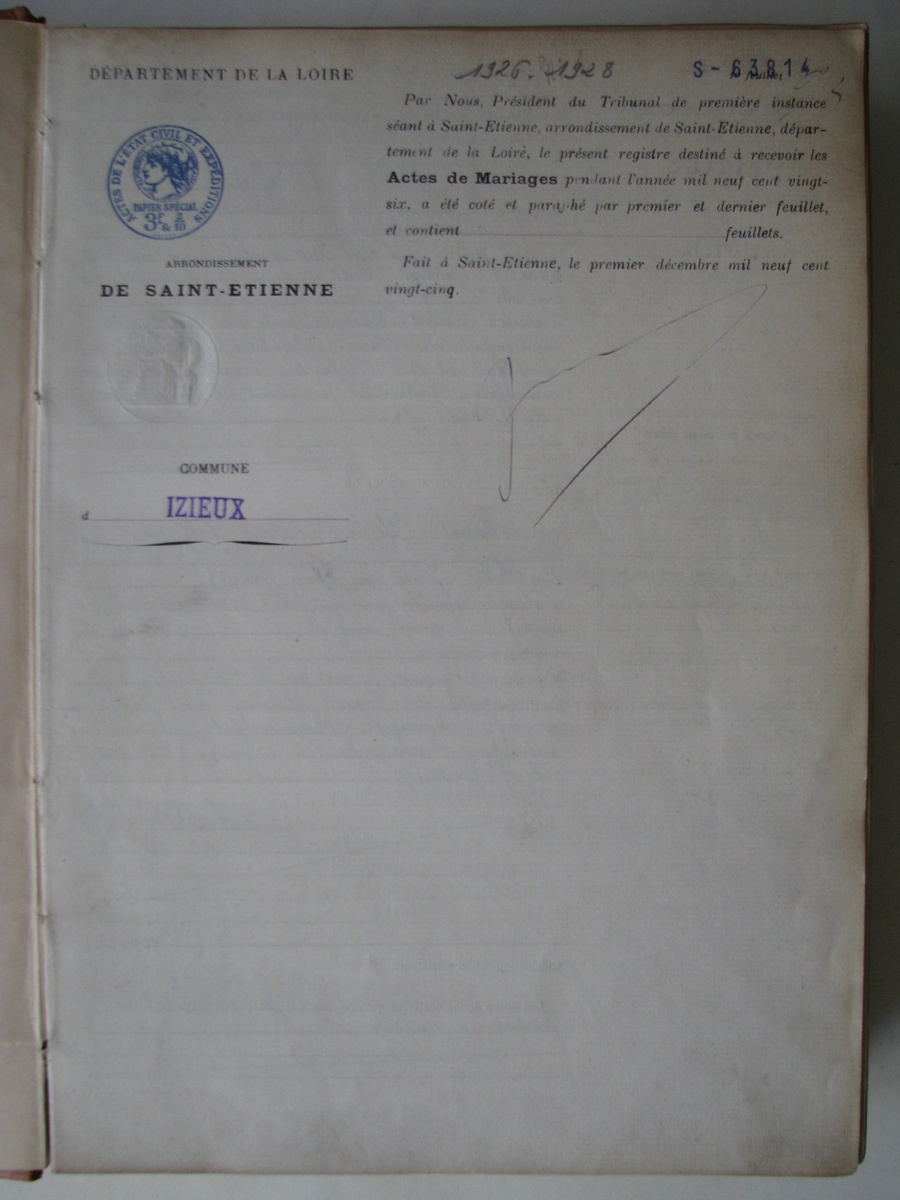 DÉPARTEMENT DE LA LOIRE
1926. 1928
S - 63814
feuillet
ACTES DE L'ÉTAT CIVIL ET EXPÉDITIONS
PAPIER SPÉCIAL
3F & 2/10
ARRONDISSEMENT
DE SAINT-ETIENNE
COMMUNE
d IZIEUX
Par Nous, Président du Tribunal de première instance
séant à Saint-Etienne, arrondissement de Saint-Etienne, dépar-
tement de la Loire, le présent registre destiné à recevoir les
Actes de Mariages pendant l'année mil neuf cent vingt-
six, a été coté et paraphé par premier et dernier feuillet,
et contient feuillets.
Fait à Saint-Etienne, le premier décembre mil neuf cent
vingt-cinq.